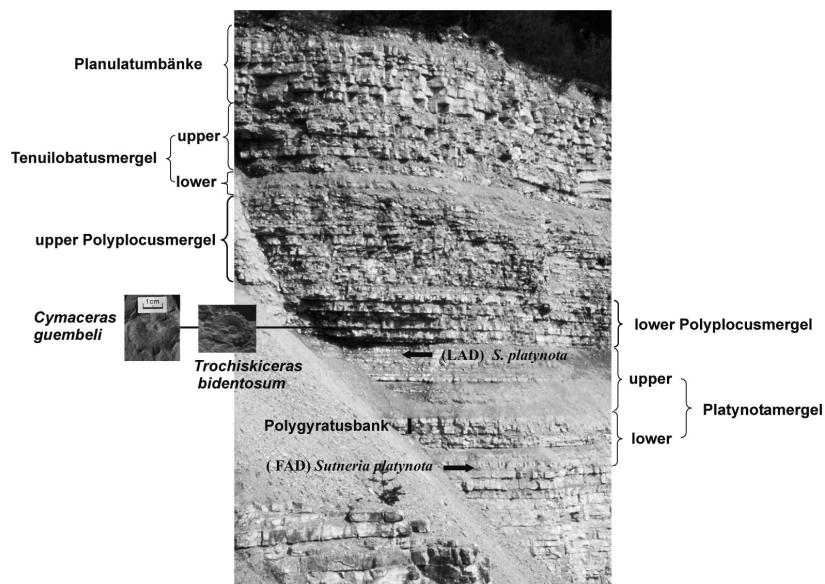 Planulatumbänke
upper
Tenuilobatusmergel
lower
upper Polyplocusmergel
1cm
Cymaceras
guembeli
Trochiskiceras
bidentosum
lower Polyplocusmergel
(LAD) S. platynota
upper
Platynotamergel
Polygyratusbank
lower
( FAD) Sutneria platynota